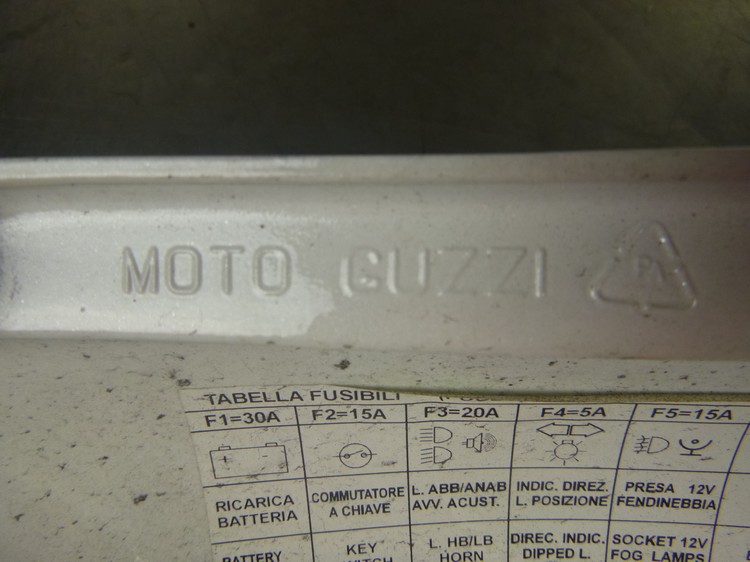 MOTO GUZZI
TABELLA FUSIBILI
F1=30A F2=15A F3=20A F4=5A F5=15A
RICARICA BATTERIA
COMMUTATORE A CHIAVE
L. ABB/ANAB AVV. ACUST.
INDIC. DIREZ. L. POSIZIONE
PRESA 12V FENDINEBBIA
BATTERY
KEY
L. HB/LB HORN
DIREC. INDIC. DIPPED L.
SOCKET 12V FOG LAMPS